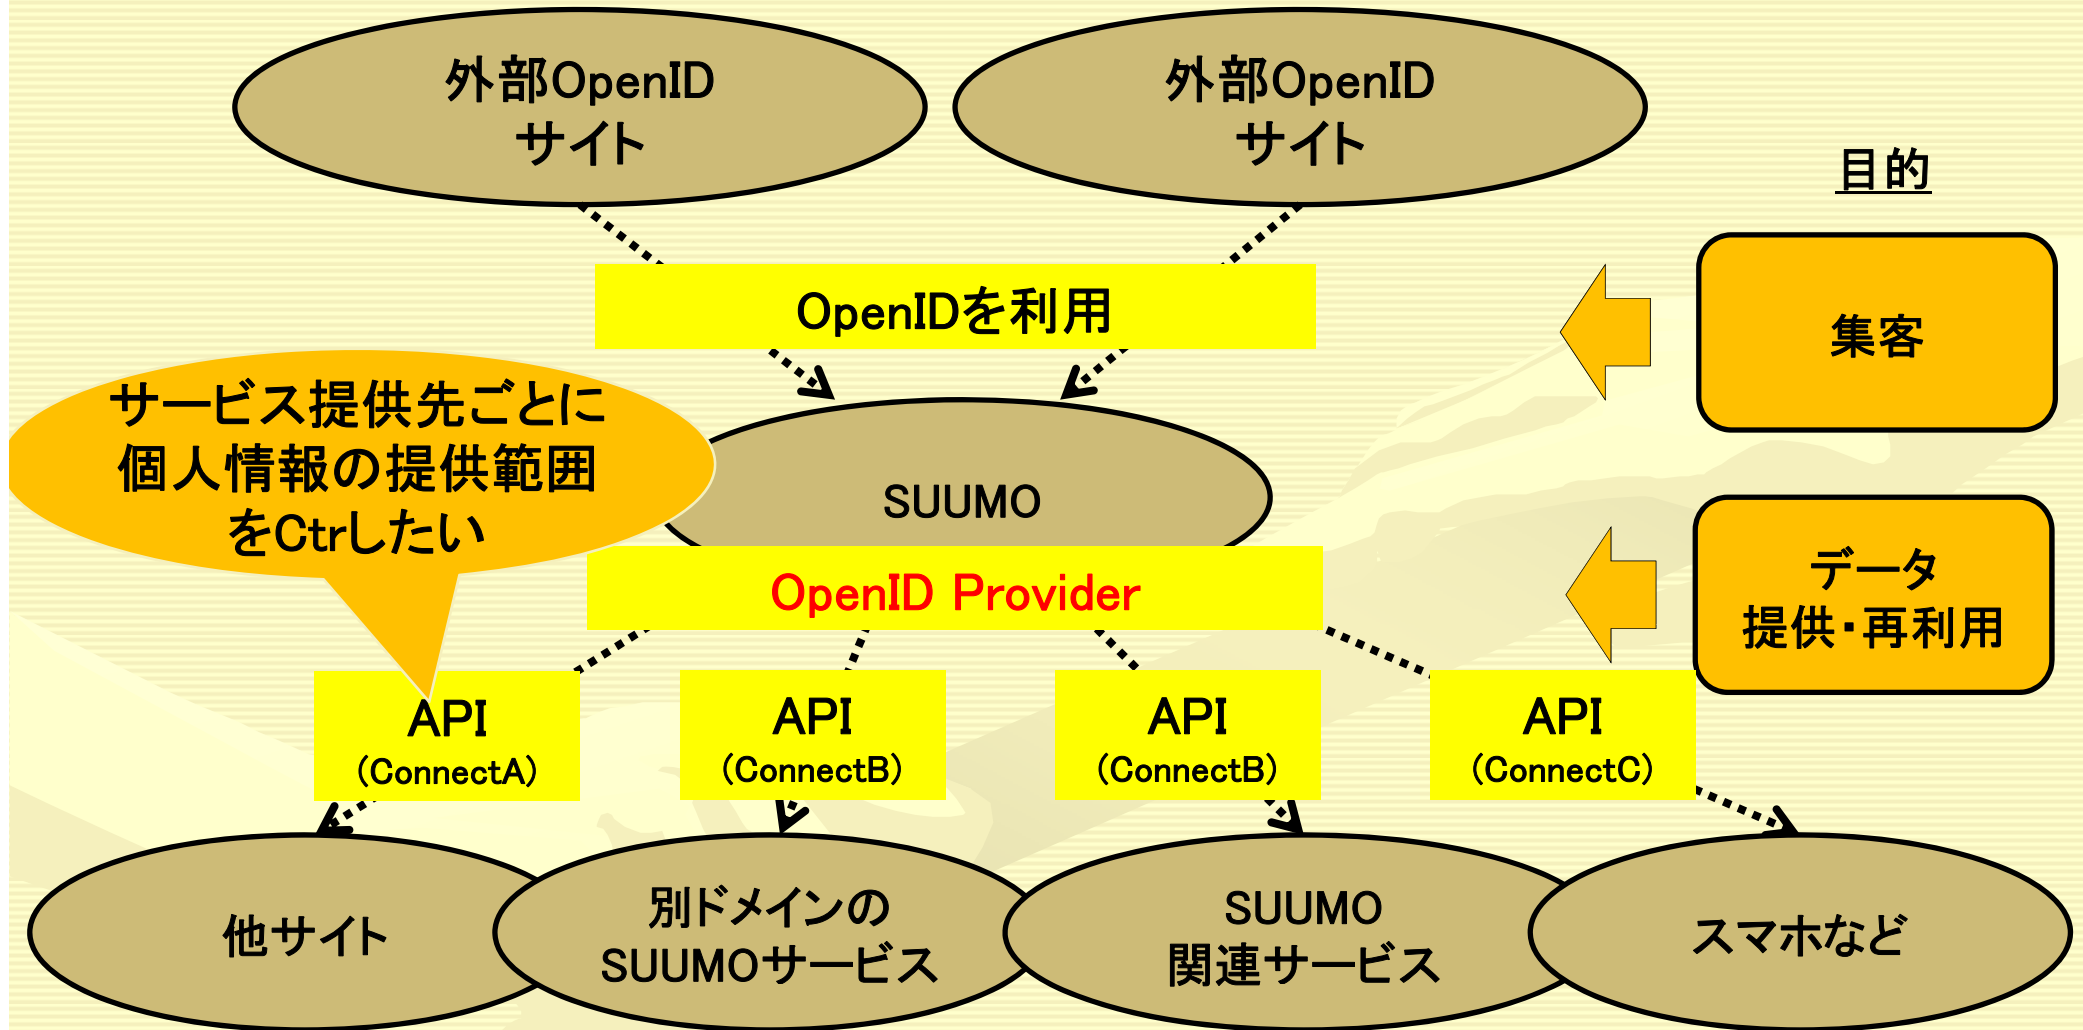 外部OpenID
サイト
外部OpenID
サイト
目的
OpenIDを利用
集客
サービス提供先ごとに
個人情報の提供範囲
をCtrしたい
SUUMO
OpenID Provider
データ
提供・再利用
API
(ConnectA)
API
(ConnectB)
API
(ConnectB)
API
(ConnectC)
他サイト
別ドメインの
SUUMOサービス
SUUMO
関連サービス
スマホなど